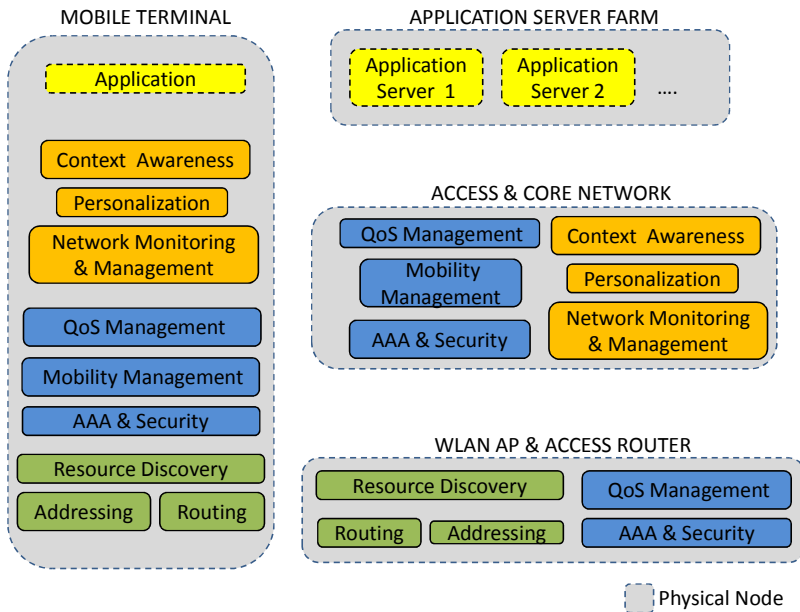 MOBILE TERMINAL
Application
Context Awareness
Personalization
Network Monitoring
& Management
QoS Management
Mobility Management
AAA & Security
Resource Discovery
Addressing
Routing
APPLICATION SERVER FARM
Application
Server 1
Application
Server 2
....
ACCESS & CORE NETWORK
QoS Management
Mobility
Management
AAA & Security
Context Awareness
Personalization
Network Monitoring
& Management
WLAN AP & ACCESS ROUTER
Resource Discovery
Routing
Addressing
QoS Management
AAA & Security
Physical Node